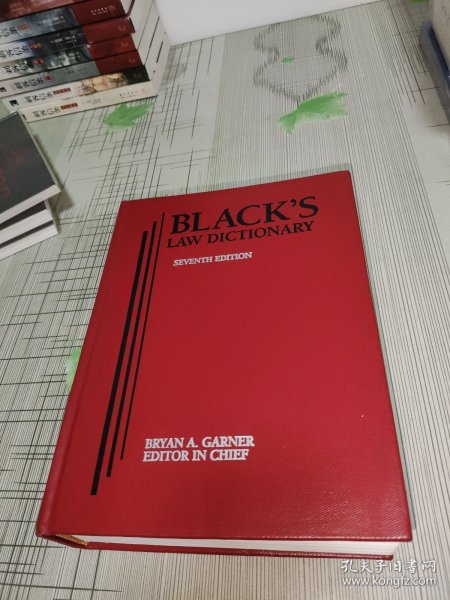 BLACK'S
LAW DICTIONARY
SEVENTH EDITION
BRYAN A. GARNER
EDITOR IN CHIEF
孔夫子旧书网
www.kongfz.com